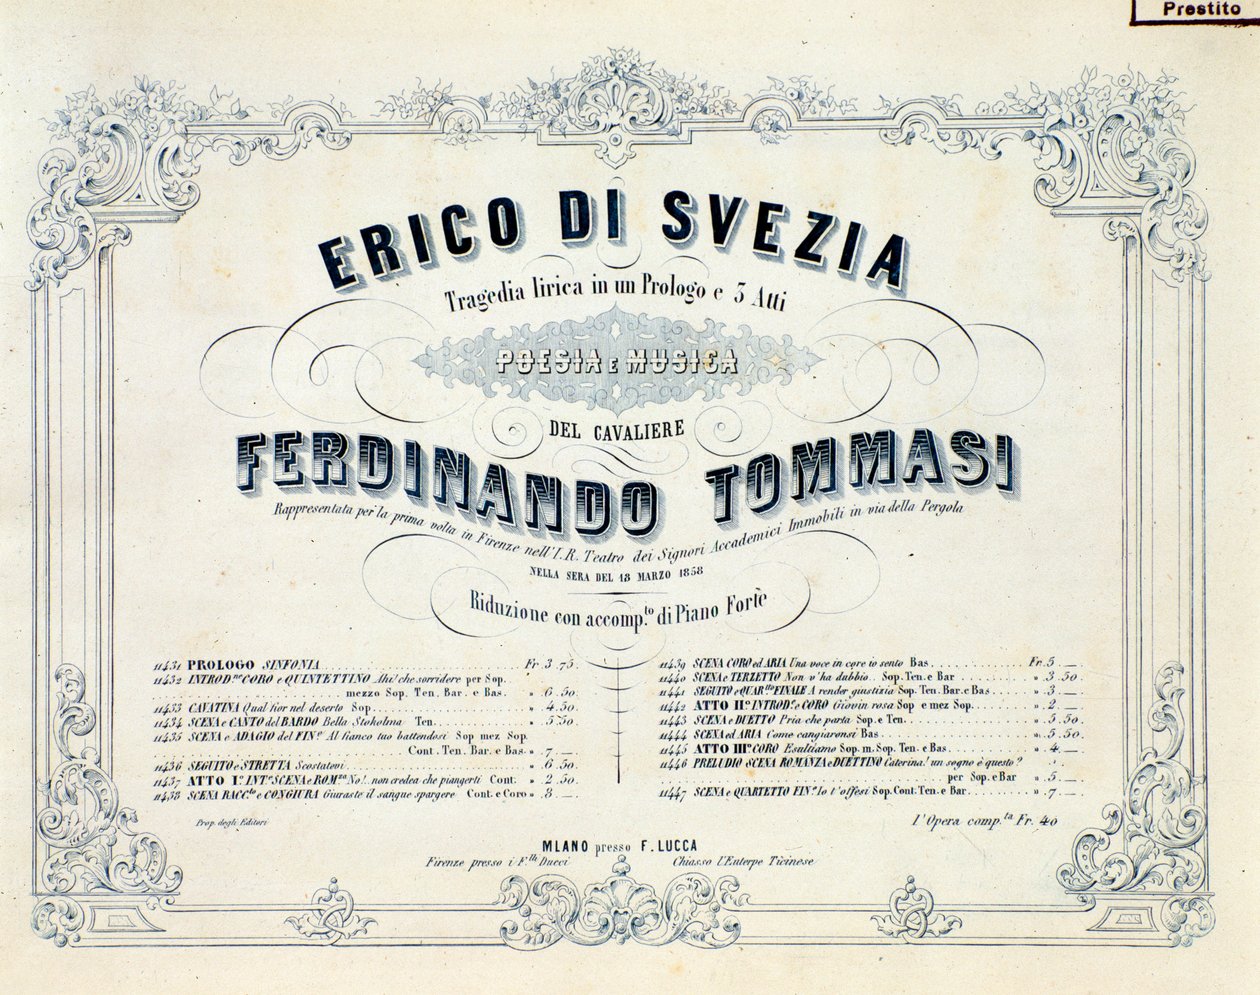 Prestito
ERICO DI SVEZIA
Tragedia lirica in un Prologo e 3 Atti
POESIA E MUSICA
DEL CAVALIERE
FERDINANDO TOMMASI
Rappresentata per la prima volta in Firenze nell'I. R. Teatro dei Signori Accademici Immobili in via della Pergola
NELLA SERA DEL 18 MARZO 1858
Riduzione con accomp.to di Piano Forte
11431 PROLOGO SINFONIA Fr. 3.75.
11432 INTROD.ne CORO e QUINTETTINO Ahi! che sorridere per Sop.
mezzo Sop. Ten. Bar. e Bas. " 6.50.
11433 CAVATINA Qual fior nel deserto Sop " 4.50.
11434 SCENA e CANTO del BARDO Bella Stokolma Ten. " 5.50
11435 SCENA e ADAGIO del FIN.º Al fianco tuo battendosi Sop mez Sop.
Cont. Ten. Bar. e Bas. " 7. —
11436 SEGUITO e STRETTA Scostatevi " 6.50.
11437 ATTO I.º INT.e SCENA e ROM.za No! non credea che piangerti Cont: " 2.50.
11438 SCENA RACC.to e CONGIURA Giuraste il sangue spargere Cont. e Coro " 8. —
11439 SCENA CORO ed ARIA Una voce in core io sento Bas Fr. 5. —
11440 SCENA e TERZETTO Non v'ha dabbio Sop. Ten. e Bar " 3.50.
11441 SEGUITO e QUAR.tto FINALE A render giustizia Sop. Ten. Bar. e Bas " 3. —
11442 ATTO II.º INTROD.e e CORO Giovin rosa Sop e mez Sop. " 2 —
11443 SCENA e DUETTO Pria che parta Sop. e Ten. " 5.50.
11444 SCENA ed ARIA Come cangiaronsi Bas " 5.50.
11445 ATTO III.º CORO Esultiamo Sop. m. Sop. Ten. e Bas " 4. —
11446 PRELUDIO SCENA ROMANZA e DUETTINO Caterina! un sogno è questo?
per Sop. e Bar " 5. —
11447 SCENA e QUARTETTO FIN.le Io t'offesi Sop. Cont. Ten. e Bar. " 7. —
Prop. degli Editori
l'Opera comp.ta Fr. 40
MLANO presso F. LUCCA
Firenze presso i F.lli Ducci
Chiasso l'Euterpe Ticinese